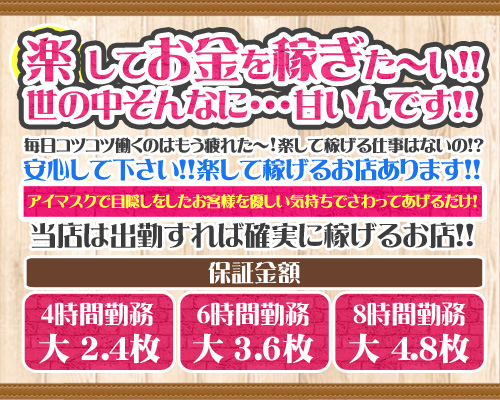 楽してお金を稼ぎた～い!!
世の中そんなに…甘いんです!!
毎日コツコツ働くのはもう疲れた～!楽して稼げる仕事はないの!?
安心して下さい!!楽して稼げるお店あります!!
アイマスクで目隠しをしたお客様を優しい気持ちでさわってあげるだけ!
当店は出勤すれば確実に稼げるお店!!
保証金額
4時間勤務
大 2.4枚
6時間勤務
大 3.6枚
8時間勤務
大 4.8枚